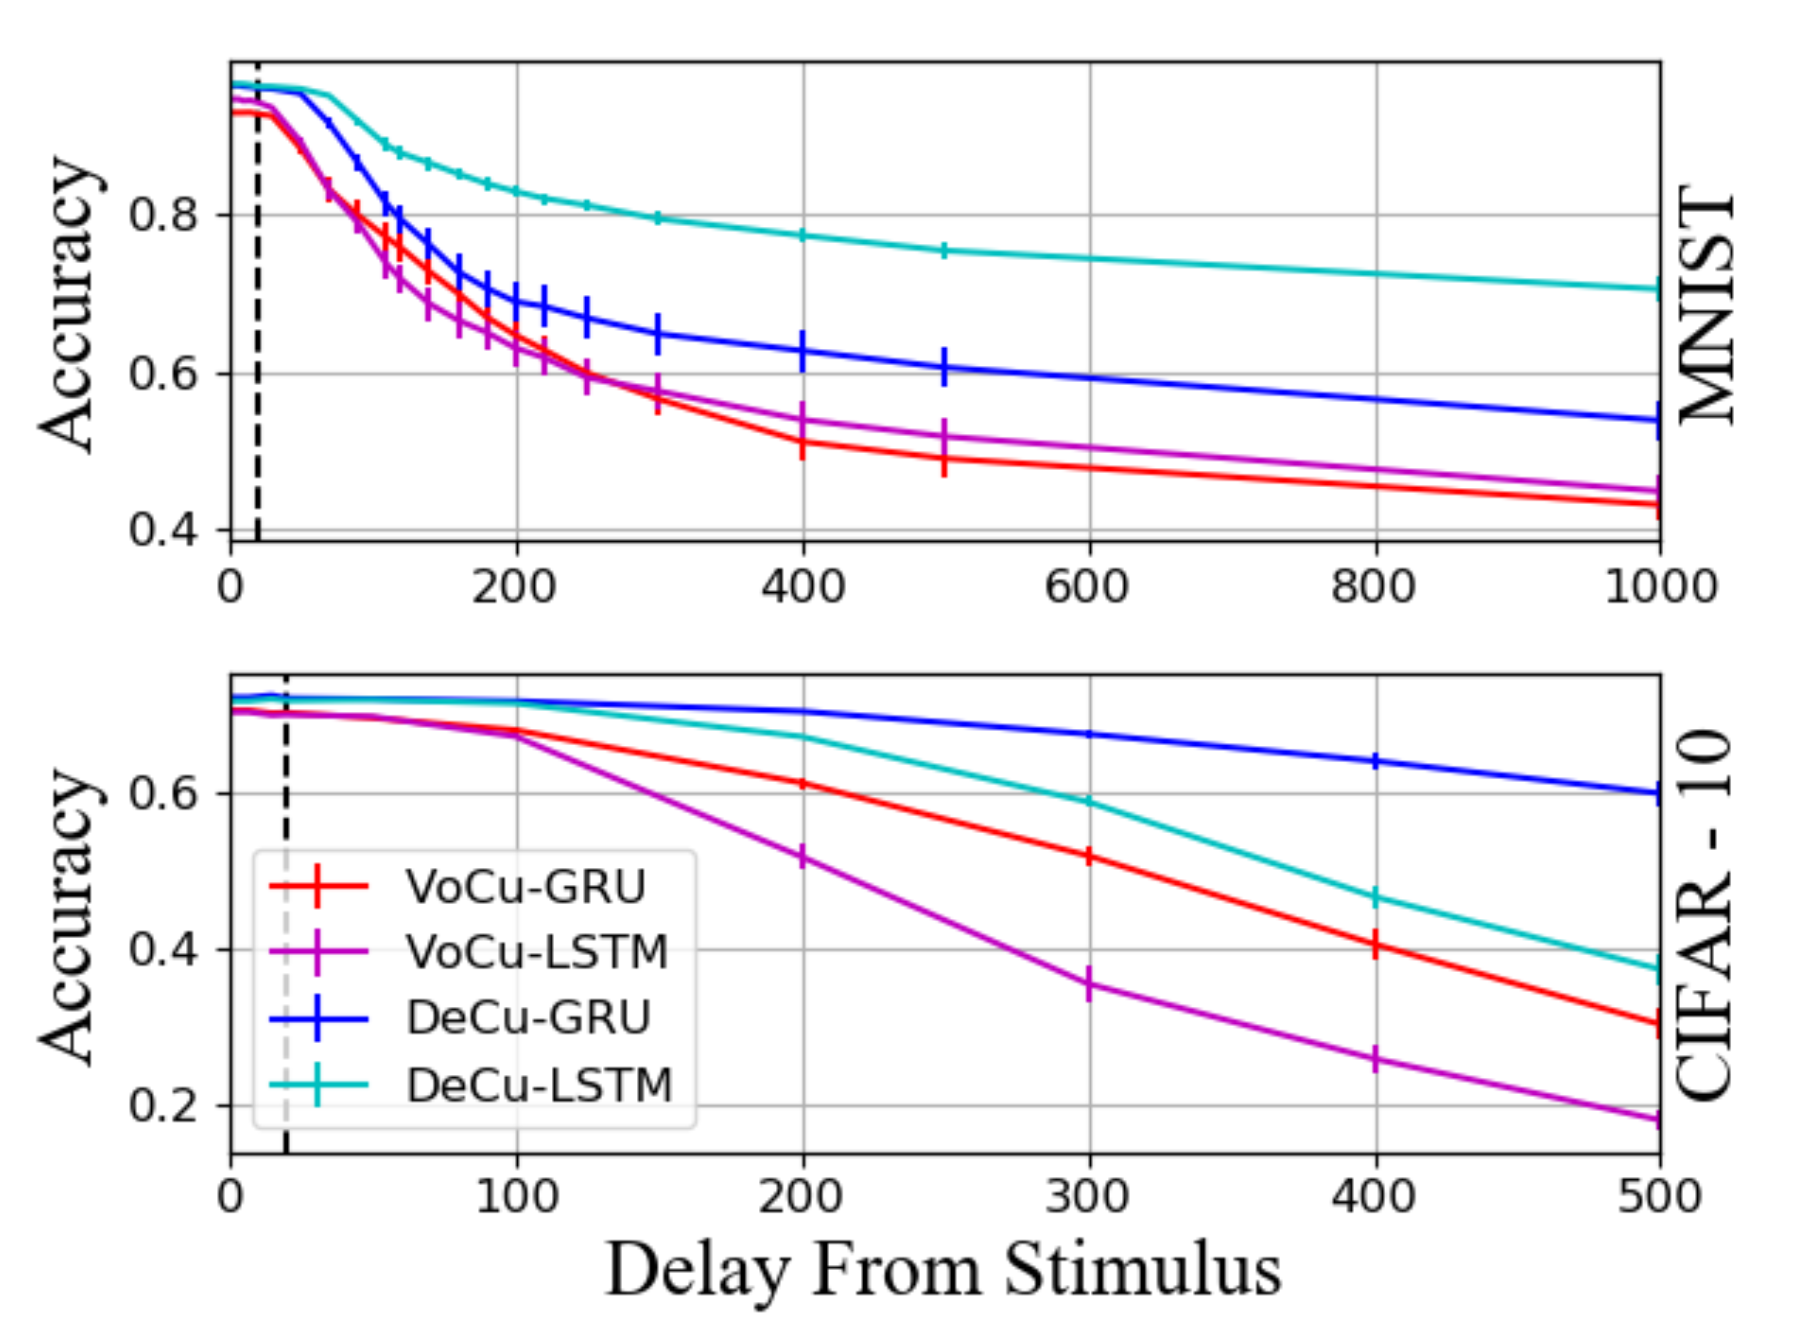 Accuracy
0.8
0.6
0.4
0 200 400 600 800 1000
MNIST
Accuracy
0.6
0.4
0.2
VoCu-GRU
VoCu-LSTM
DeCu-GRU
DeCu-LSTM
0 100 200 300 400 500
CIFAR - 10
Delay From Stimulus